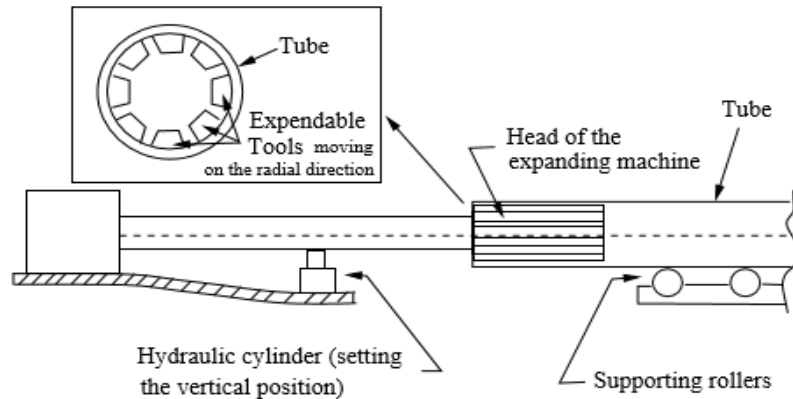 Tube
Expendable
Tools moving
on the radial direction
Head of the
expanding machine
Tube
Hydraulic cylinder (setting
the vertical position)
Supporting rollers